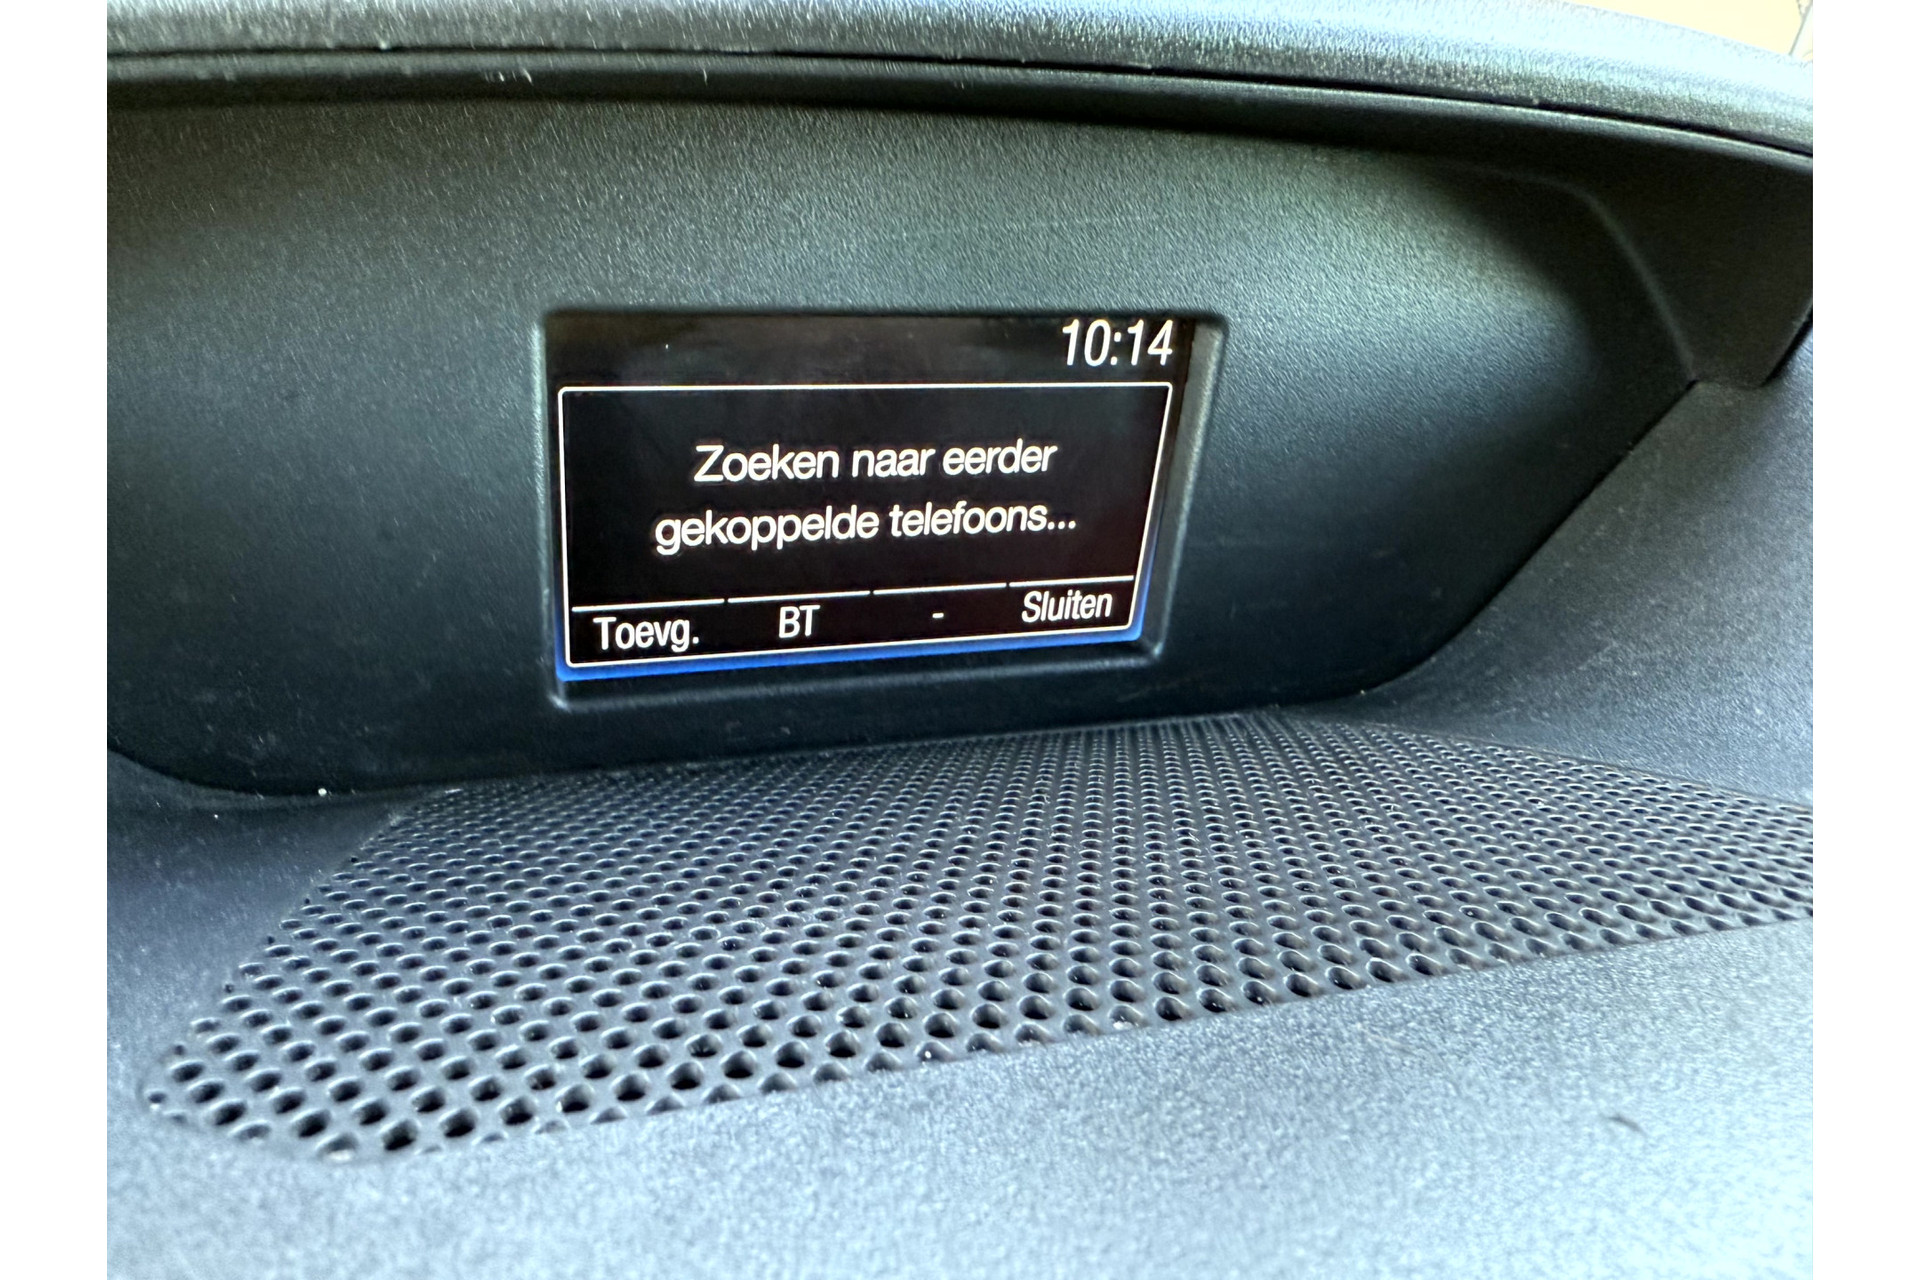 10:14
Zoeken naar eerder
gekoppelde telefoons...
Toevg. BT - Sluiten